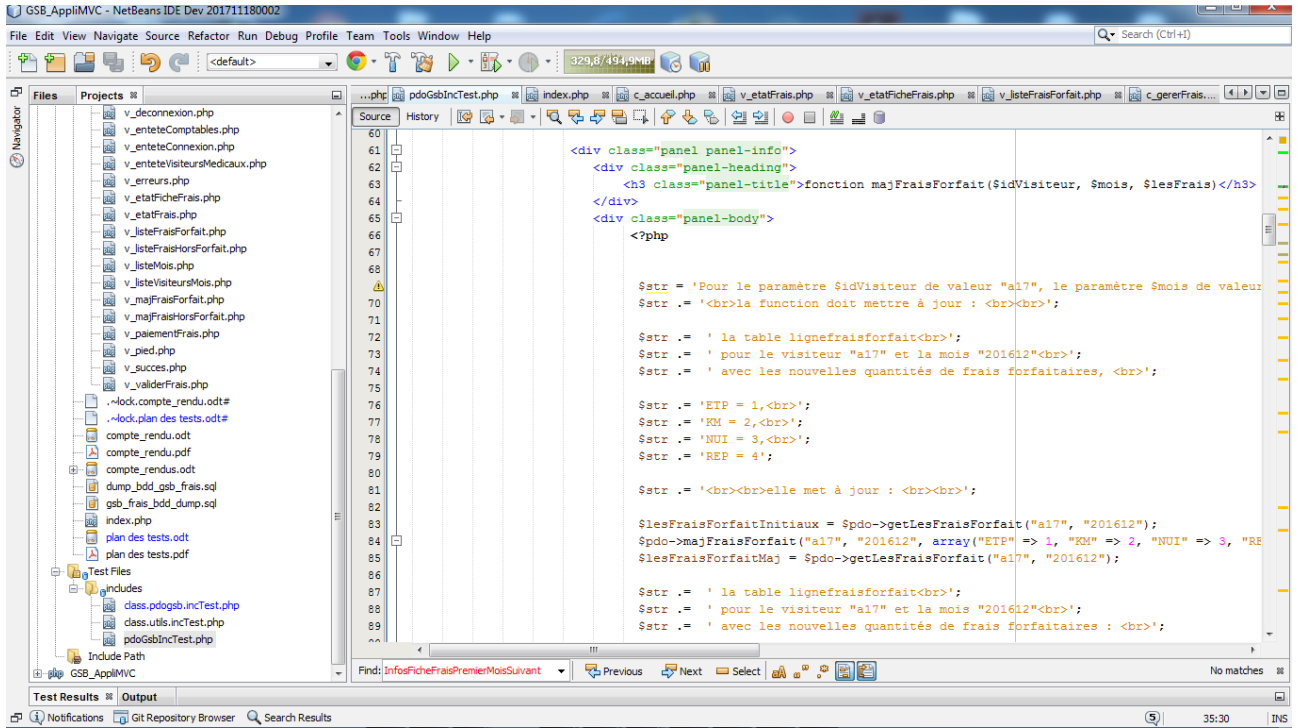 GSB_AppliMVC - NetBeans IDE Dev 201711180002
File Edit View Navigate Source Refactor Run Debug Profile Team Tools Window Help
Search (Ctrl+I)
<default>
329,8/494,9MB
Files Projects
...php pdoGsbIncTest.php index.php c_accueil.php v_etatFrais.php v_etatFicheFrais.php v_listeFraisForfait.php c_gererFrais....
Source History
Navigator
Services
v_deconnexion.php
v_enteteComptables.php
v_enteteConnexion.php
v_enteteVisiteursMedicaux.php
v_erreurs.php
v_etatFicheFrais.php
v_etatFrais.php
v_listeFraisForfait.php
v_listeFraisHorsForfait.php
v_listeMois.php
v_listeVisiteursMois.php
v_majFraisForfait.php
v_majFraisHorsForfait.php
v_paiementFrais.php
v_pied.php
v_succes.php
v_validerFrais.php
.~lock.compte_rendu.odt#
.~lock.plan des tests.odt#
compte_rendu.odt
compte_rendu.pdf
compte_rendus.odt
dump_bdd_gsb_frais.sql
gsb_frais_bdd_dump.sql
index.php
plan des tests.odt
plan des tests.pdf
Test Files
includes
class.pdogsb.incTest.php
class.utils.incTest.php
pdoGsbIncTest.php
Include Path
GSB_AppliMVC
60
61 <div class="panel panel-info">
62 <div class="panel-heading">
63 <h3 class="panel-title">fonction majFraisForfait($idVisiteur, $mois, $lesFrais)</h3>
64 </div>
65 <div class="panel-body">
66 <?php
67
68
$str = 'Pour le paramètre $idVisiteur de valeur "a17", le paramètre $mois de valeur
70 $str .= '<br>la function doit mettre à jour : <br><br>';
71
72 $str .= ' la table lignefraisforfait<br>';
73 $str .= ' pour le visiteur "a17" et la mois "201612"<br>';
74 $str .= ' avec les nouvelles quantités de frais forfaitaires, <br>';
75
76 $str .= 'ETP = 1,<br>';
77 $str .= 'KM = 2,<br>';
78 $str .= 'NUI = 3,<br>';
79 $str .= 'REP = 4';
80
81 $str .= '<br><br>elle met à jour : <br><br>';
82
83 $lesFraisForfaitInitiaux = $pdo->getLesFraisForfait("a17", "201612");
84 $pdo->majFraisForfait("a17", "201612", array("ETP" => 1, "KM" => 2, "NUI" => 3, "RE
85 $lesFraisForfaitMaj = $pdo->getLesFraisForfait("a17", "201612");
86
87 $str .= ' la table lignefraisforfait<br>';
88 $str .= ' pour le visiteur "a17" et la mois "201612"<br>';
89 $str .= ' avec les nouvelles quantités de frais forfaitaires : <br>';
Find: InfosFicheFraisPremierMoisSuivant Previous Next Select No matches
Test Results Output
Notifications Git Repository Browser Search Results 5 35:30 INS